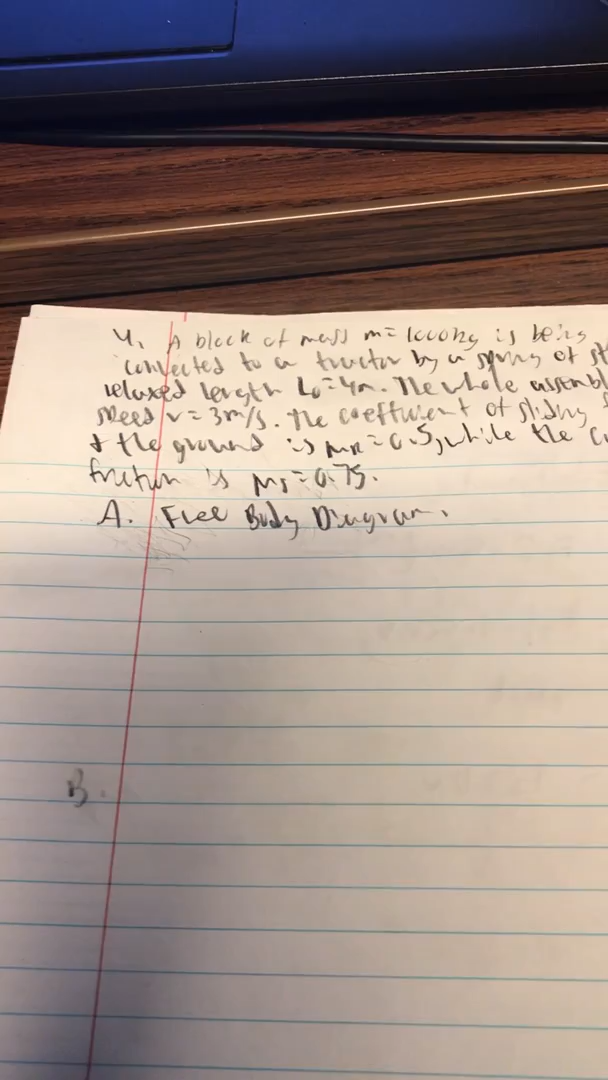 4. A block of mass m=1000kg is being
connected to a tractor by a spring of
relaxed length L0=4m. The whole
speed v=3m/s. The coefficient of sliding
& the ground is μk=0.5, while the
friction is μs=0.75.
A. Free Body Diagram.
B.